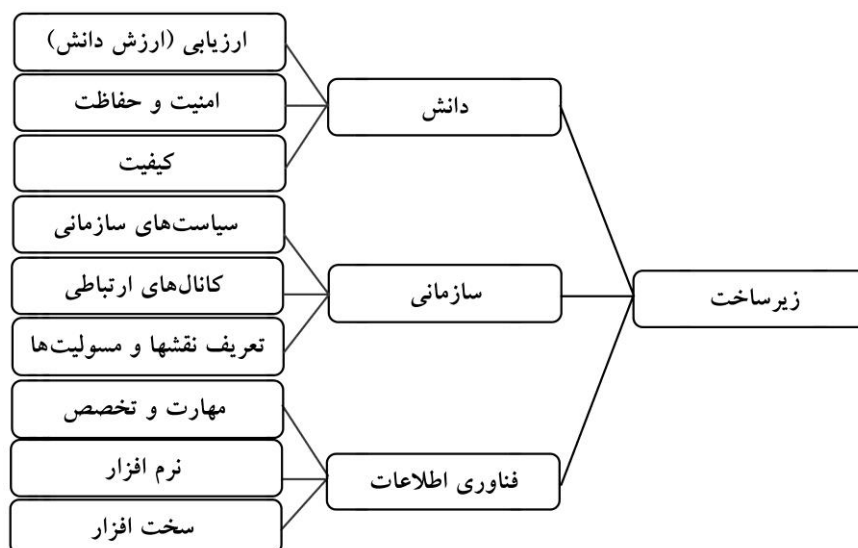 زیرساخت
دانش
ارزیابی (ارزش دانش)
امنیت و حفاظت
کیفیت
سازمانی
سیاست‌های سازمانی
کانال‌های ارتباطی
تعریف نقشها و مسولیت‌ها
فناوری اطلاعات
مهارت و تخصص
نرم افزار
سخت افزار